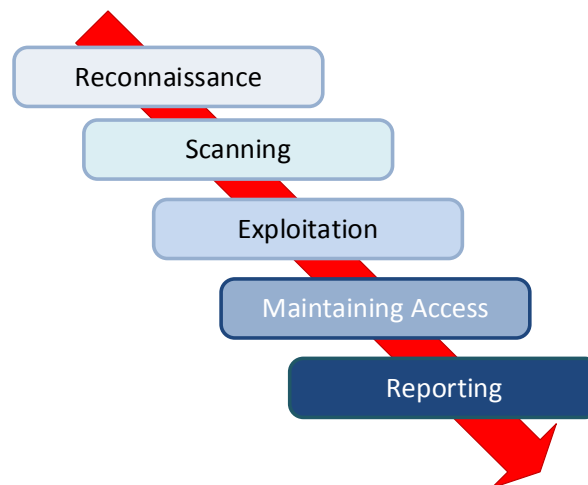 Reconnaissance
Scanning
Exploitation
Maintaining Access
Reporting